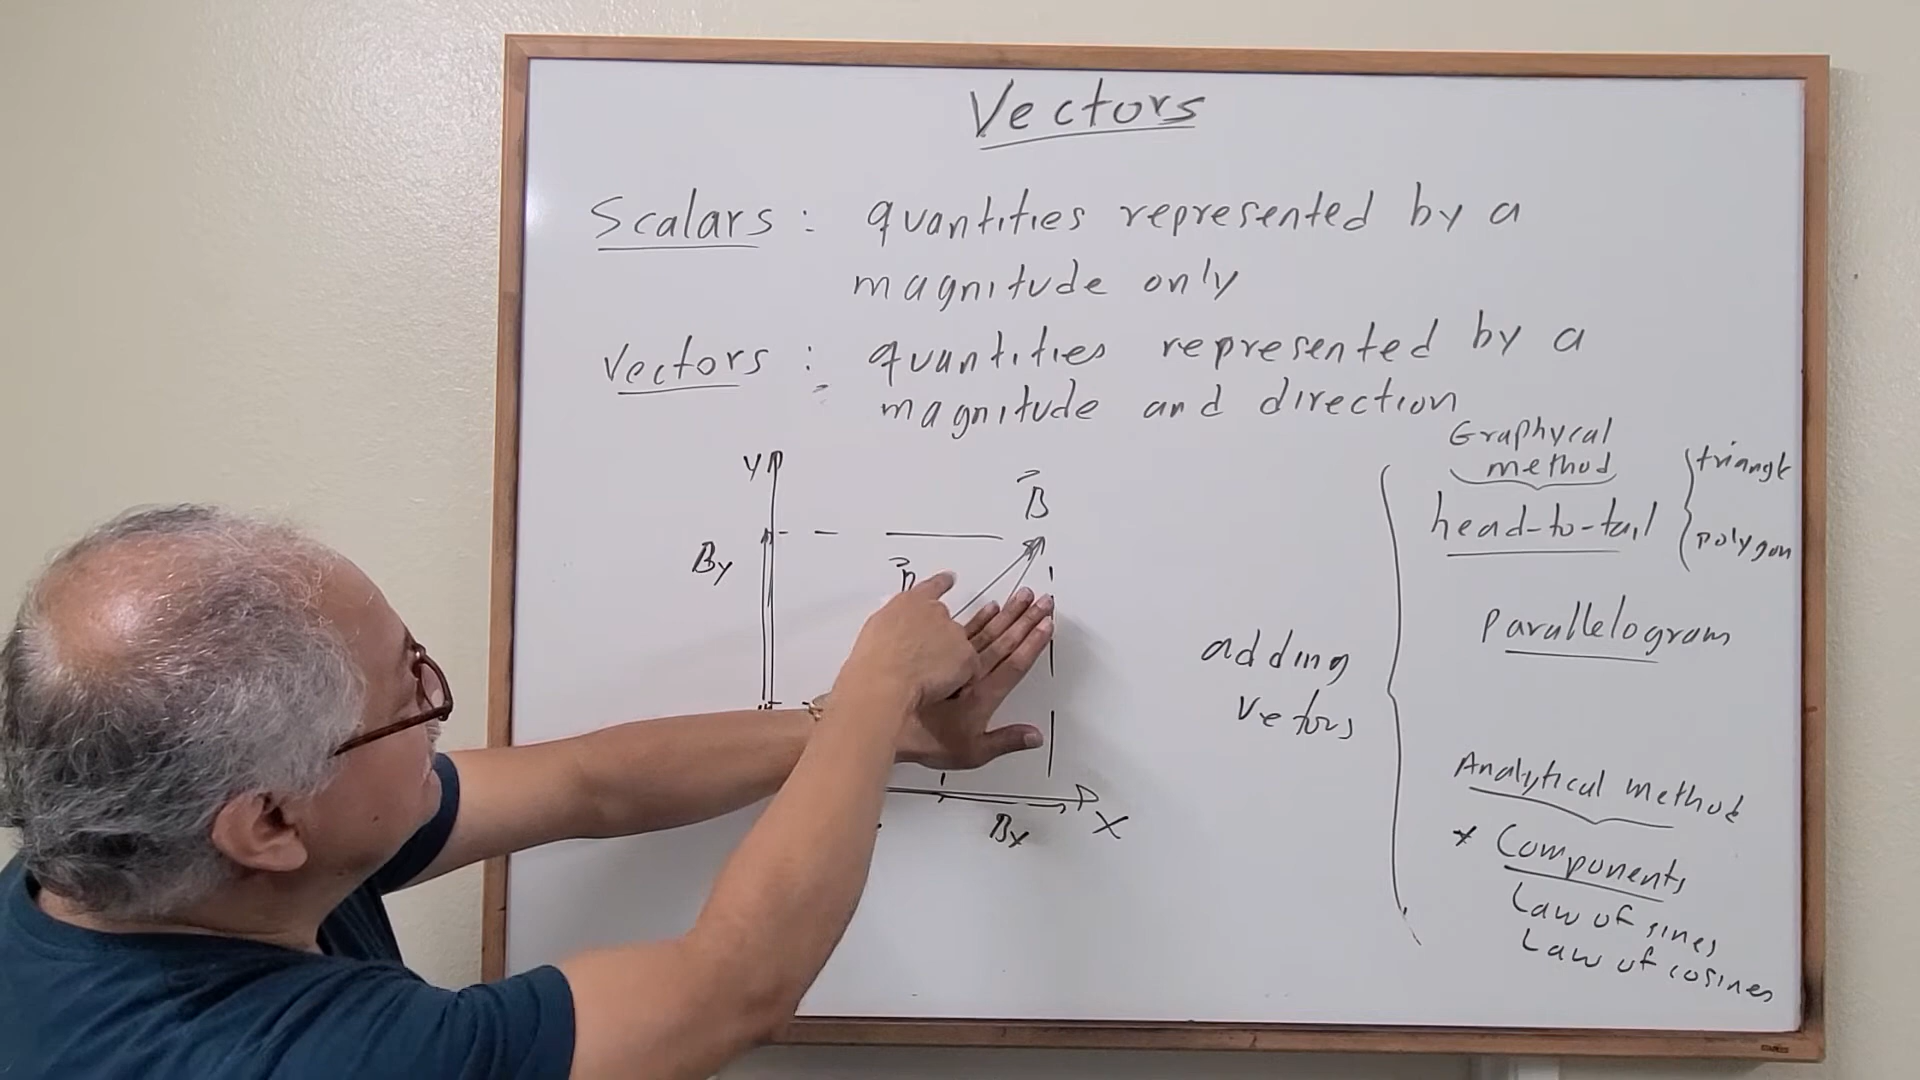 Vectors
Scalars : quantities represented by a
magnitude only
Vectors : quantities represented by a
magnitude and direction
Y
B
By
Bx
X
adding
vetors
Graphycal
method
head-to-tail
triangle
polygon
parallelogram
Analytical method
* Components
Law of sines
Law of cosines